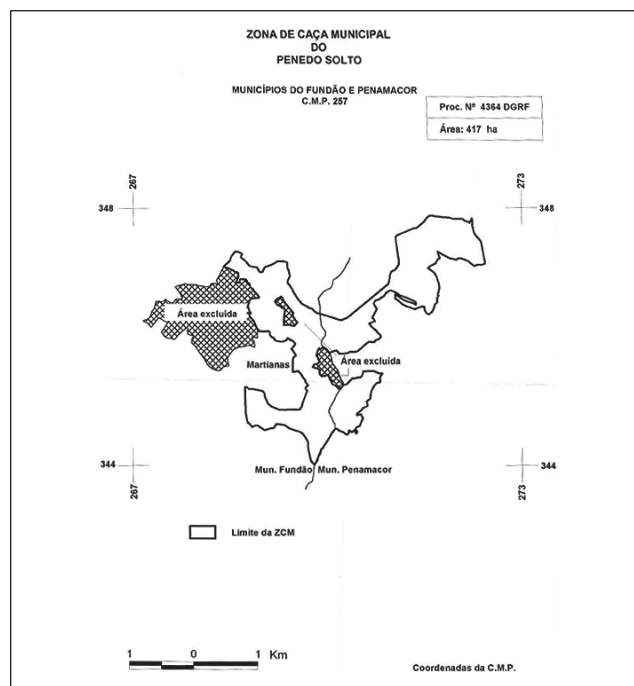 ZONA DE CAÇA MUNICIPAL
DO
PENEDO SOLTO
MUNICÍPIOS DO FUNDÃO E PENAMACOR
C.M.P. 257
Proc. Nº 4364 DGRF
Área: 417 ha
267
273
348
348
Área excluída
Martianas
Área excluída
344
344
Mun. Fundão Mun. Penamacor
267
273
Limite da ZCM
1 0 1 Km
Coordenadas da C.M.P.